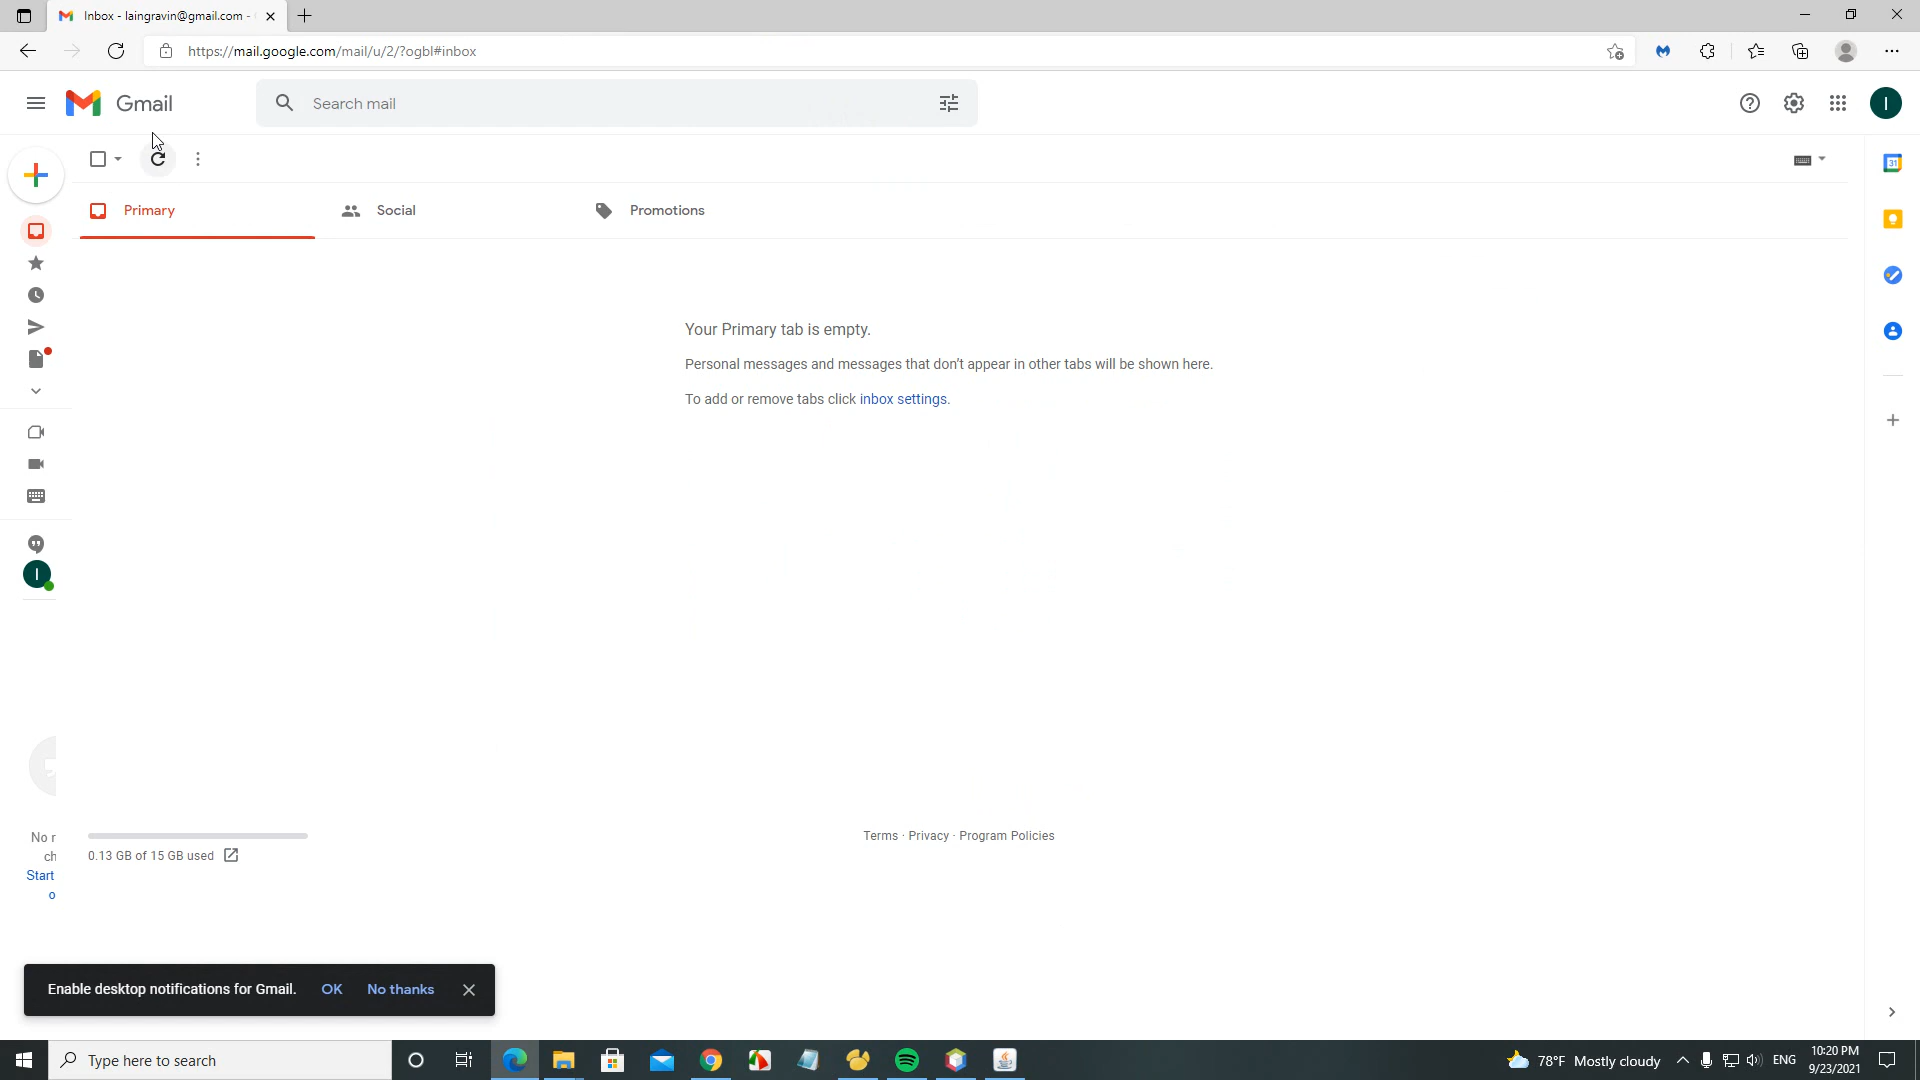 Inbox - laingravin@gmail.com -
https://mail.google.com/mail/u/2/?ogbl#inbox
Gmail
Search mail
I
31
Primary
Social
Promotions
Your Primary tab is empty.
Personal messages and messages that don't appear in other tabs will be shown here.
To add or remove tabs click inbox settings.
I
No r
ch
Start
o
0.13 GB of 15 GB used
Terms · Privacy · Program Policies
Enable desktop notifications for Gmail. OK No thanks
Type here to search
78°F Mostly cloudy
ENG
10:20 PM
9/23/2021